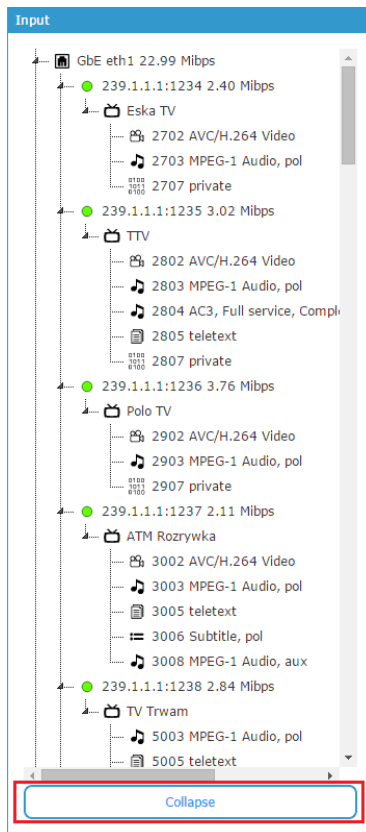 Input
GbE eth1 22.99 Mibps
239.1.1.1:1234 2.40 Mibps
Eska TV
2702 AVC/H.264 Video
2703 MPEG-1 Audio, pol
2707 private
239.1.1.1:1235 3.02 Mibps
TTV
2802 AVC/H.264 Video
2803 MPEG-1 Audio, pol
2804 AC3, Full service, Comple
2805 teletext
2807 private
239.1.1.1:1236 3.76 Mibps
Polo TV
2902 AVC/H.264 Video
2903 MPEG-1 Audio, pol
2907 private
239.1.1.1:1237 2.11 Mibps
ATM Rozrywka
3002 AVC/H.264 Video
3003 MPEG-1 Audio, pol
3005 teletext
3006 Subtitle, pol
3008 MPEG-1 Audio, aux
239.1.1.1:1238 2.84 Mibps
TV Trwam
5003 MPEG-1 Audio, pol
5005 teletext
Collapse